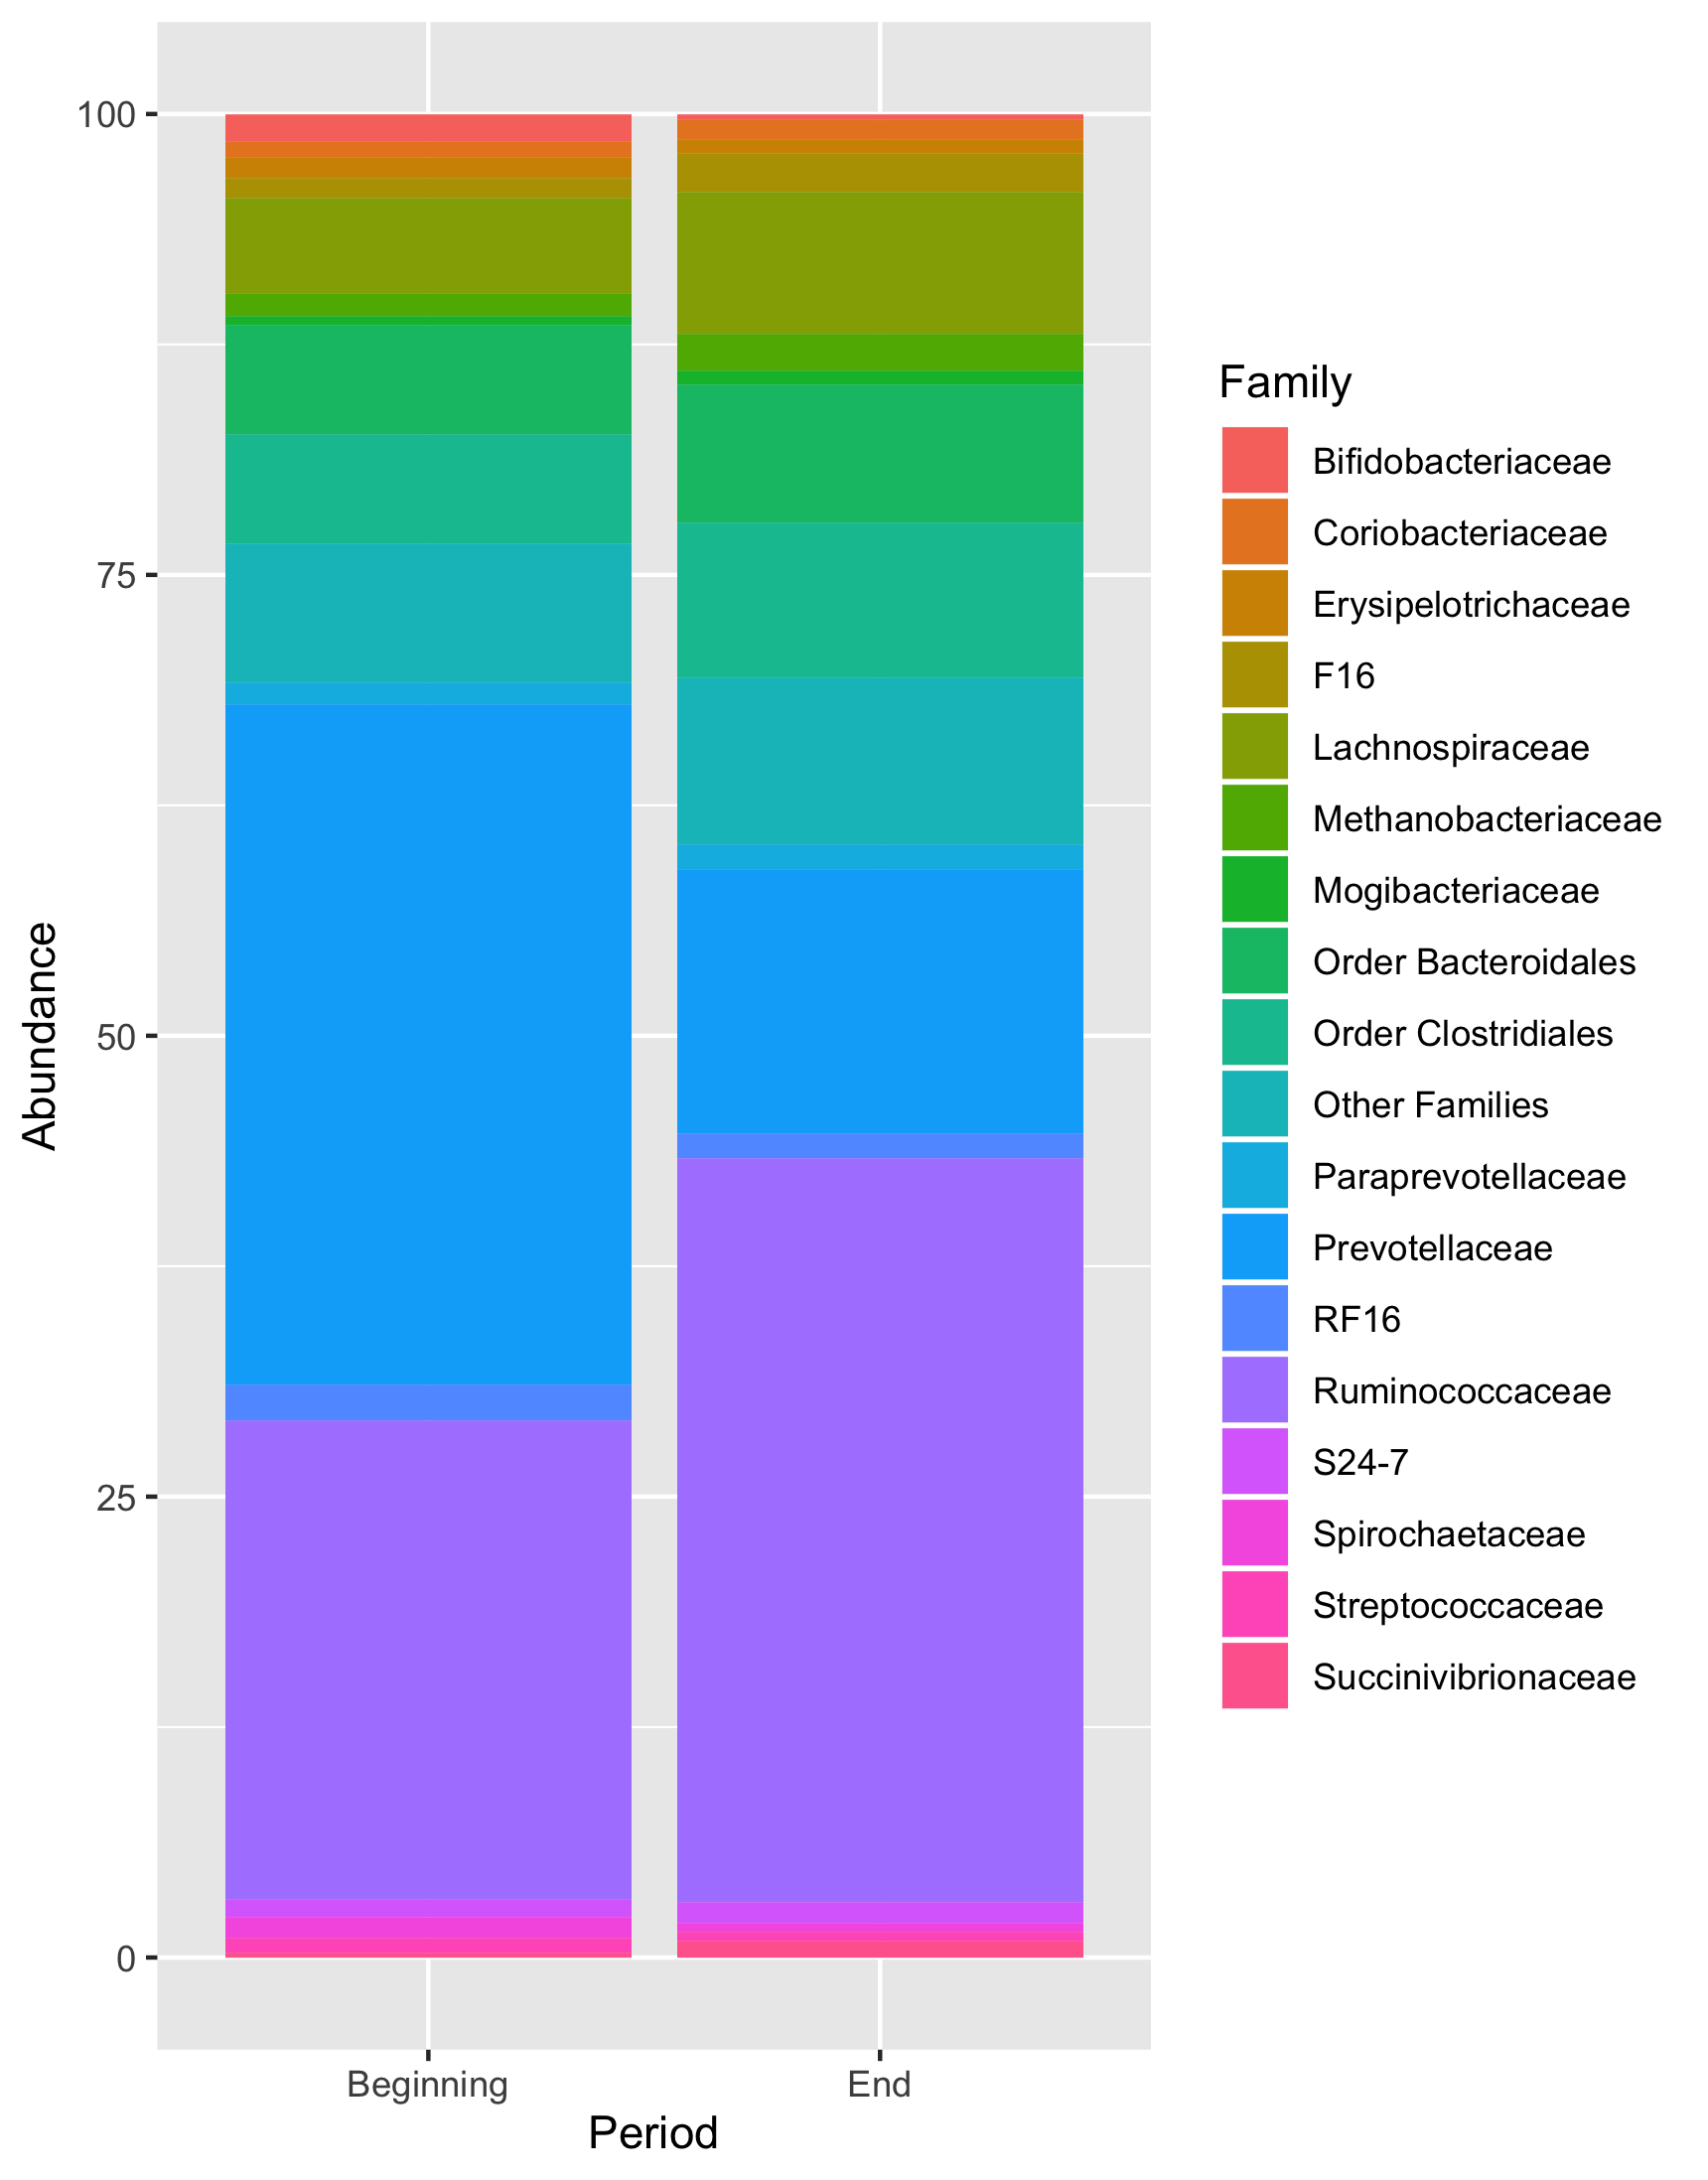 100
75
50
25
0
Abundance
Beginning
End
Period
Family
Bifidobacteriaceae
Coriobacteriaceae
Erysipelotrichaceae
F16
Lachnospiraceae
Methanobacteriaceae
Mogibacteriaceae
Order Bacteroidales
Order Clostridiales
Other Families
Paraprevotellaceae
Prevotellaceae
RF16
Ruminococcaceae
S24-7
Spirochaetaceae
Streptococcaceae
Succinivibrionaceae